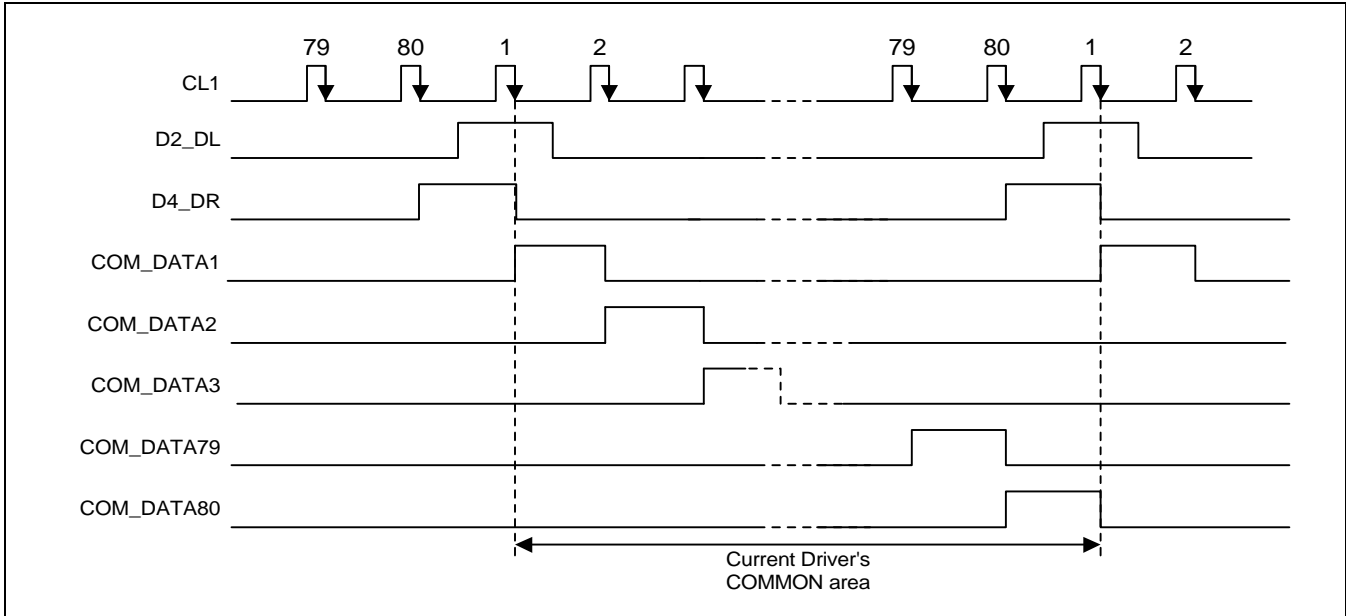 79 80 1 2 79 80 1 2
CL1
D2_DL
D4_DR
COM_DATA1
COM_DATA2
COM_DATA3
COM_DATA79
COM_DATA80
Current Driver's
COMMON area